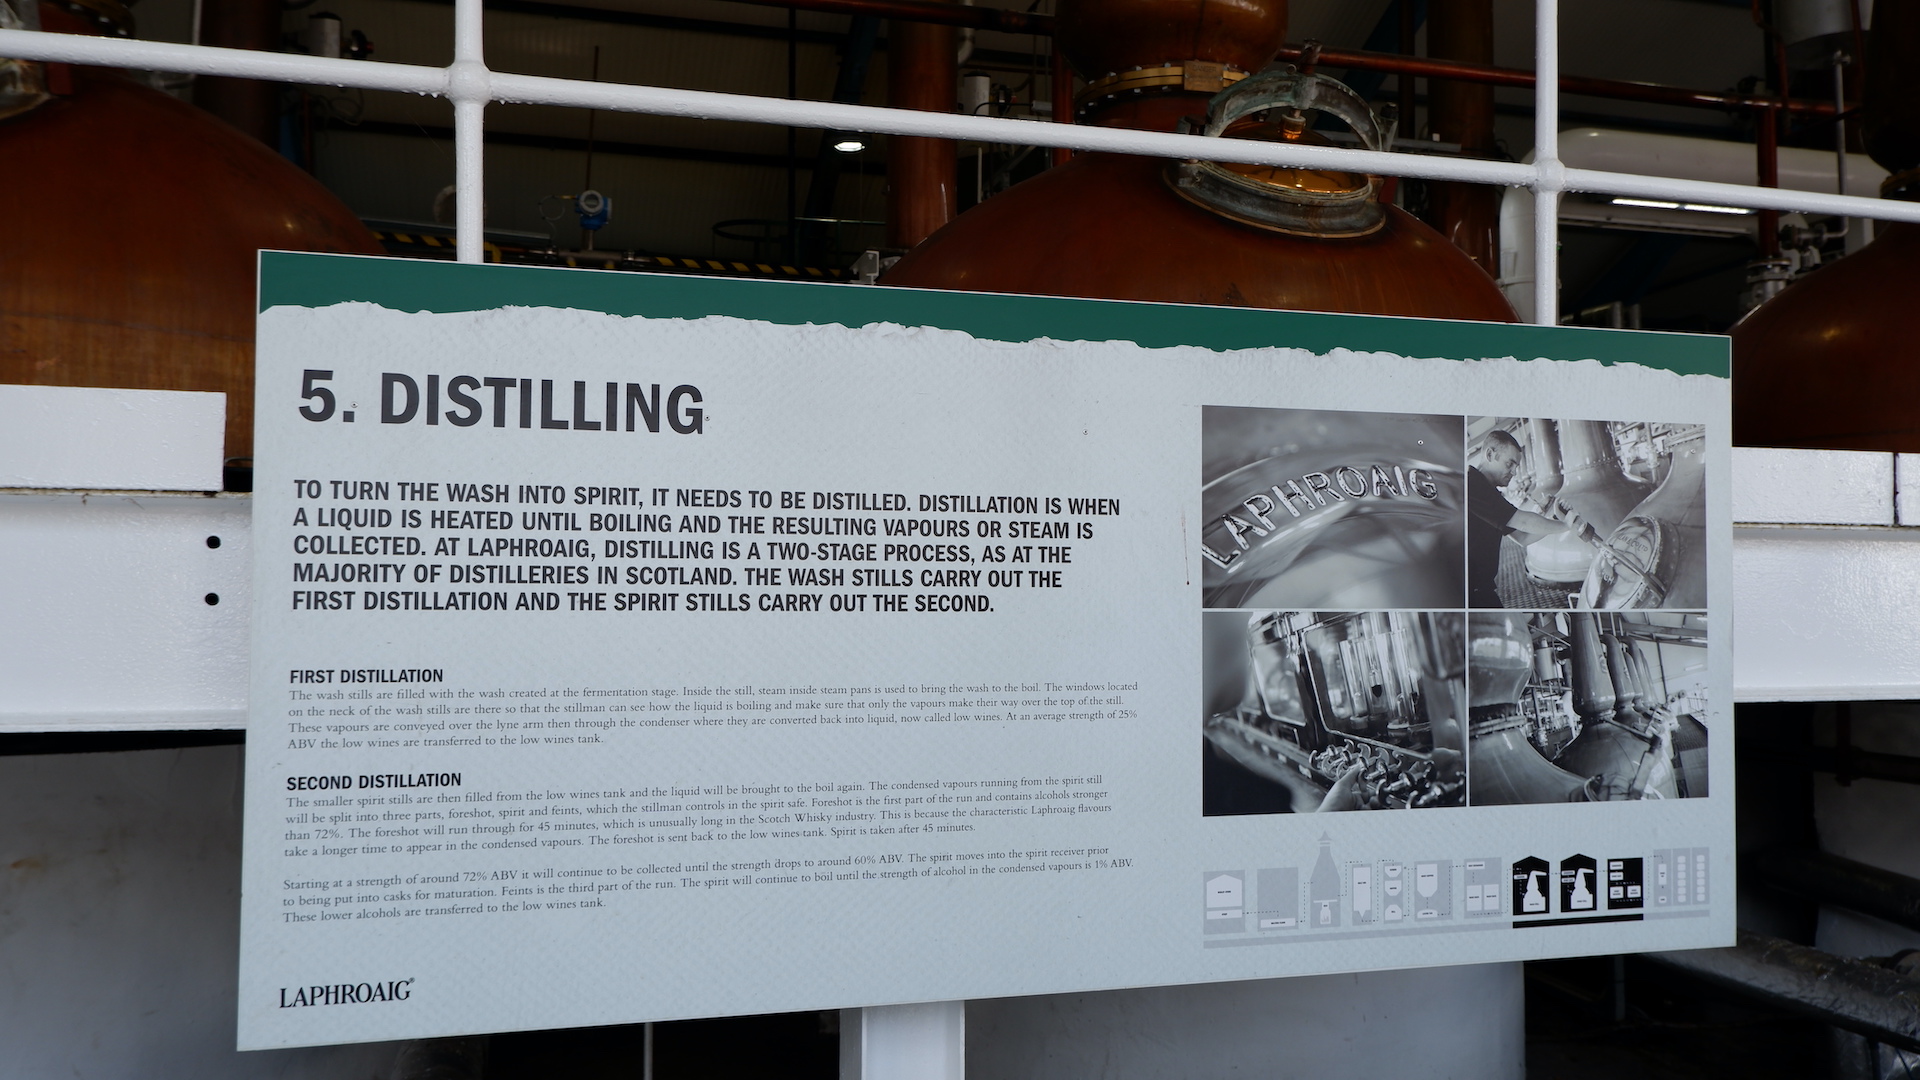 5. DISTILLING
TO TURN THE WASH INTO SPIRIT, IT NEEDS TO BE DISTILLED. DISTILLATION IS WHEN
A LIQUID IS HEATED UNTIL BOILING AND THE RESULTING VAPOURS OR STEAM IS
COLLECTED. AT LAPHROAIG, DISTILLING IS A TWO-STAGE PROCESS, AS AT THE
MAJORITY OF DISTILLERIES IN SCOTLAND. THE WASH STILLS CARRY OUT THE
FIRST DISTILLATION AND THE SPIRIT STILLS CARRY OUT THE SECOND.
FIRST DISTILLATION
The wash stills are filled with the wash created at the fermentation stage. Inside the still, steam inside steam pans is used to bring the wash to the boil. The windows located
on the neck of the wash stills are there so that the stillman can see how the liquid is boiling and make sure that only the vapours make their way over the top of the still.
These vapours are conveyed over the lyne arm then through the condenser where they are converted back into liquid, now called low wines. At an average strength of 25%
ABV the low wines are transferred to the low wines tank.
SECOND DISTILLATION
The smaller spirit stills are then filled from the low wines tank and the liquid will be brought to the boil again. The condensed vapours running from the spirit still
will be split into three parts, foreshot, spirit and feints, which the stillman controls in the spirit safe. Foreshot is the first part of the run and contains alcohols stronger
than 72%. The foreshot will run through for 45 minutes, which is unusually long in the Scotch Whisky industry. This is because the characteristic Laphroaig flavours
take a longer time to appear in the condensed vapours. The foreshot is sent back to the low wines tank. Spirit is taken after 45 minutes.
Starting at a strength of around 72% ABV it will continue to be collected until the strength drops to around 60% ABV. The spirit moves into the spirit receiver prior
to being put into casks for maturation. Feints is the third part of the run. The spirit will continue to boil until the strength of alcohol in the condensed vapours is 1% ABV.
These lower alcohols are transferred to the low wines tank.
LAPHROAIG®
LAPHROAIG